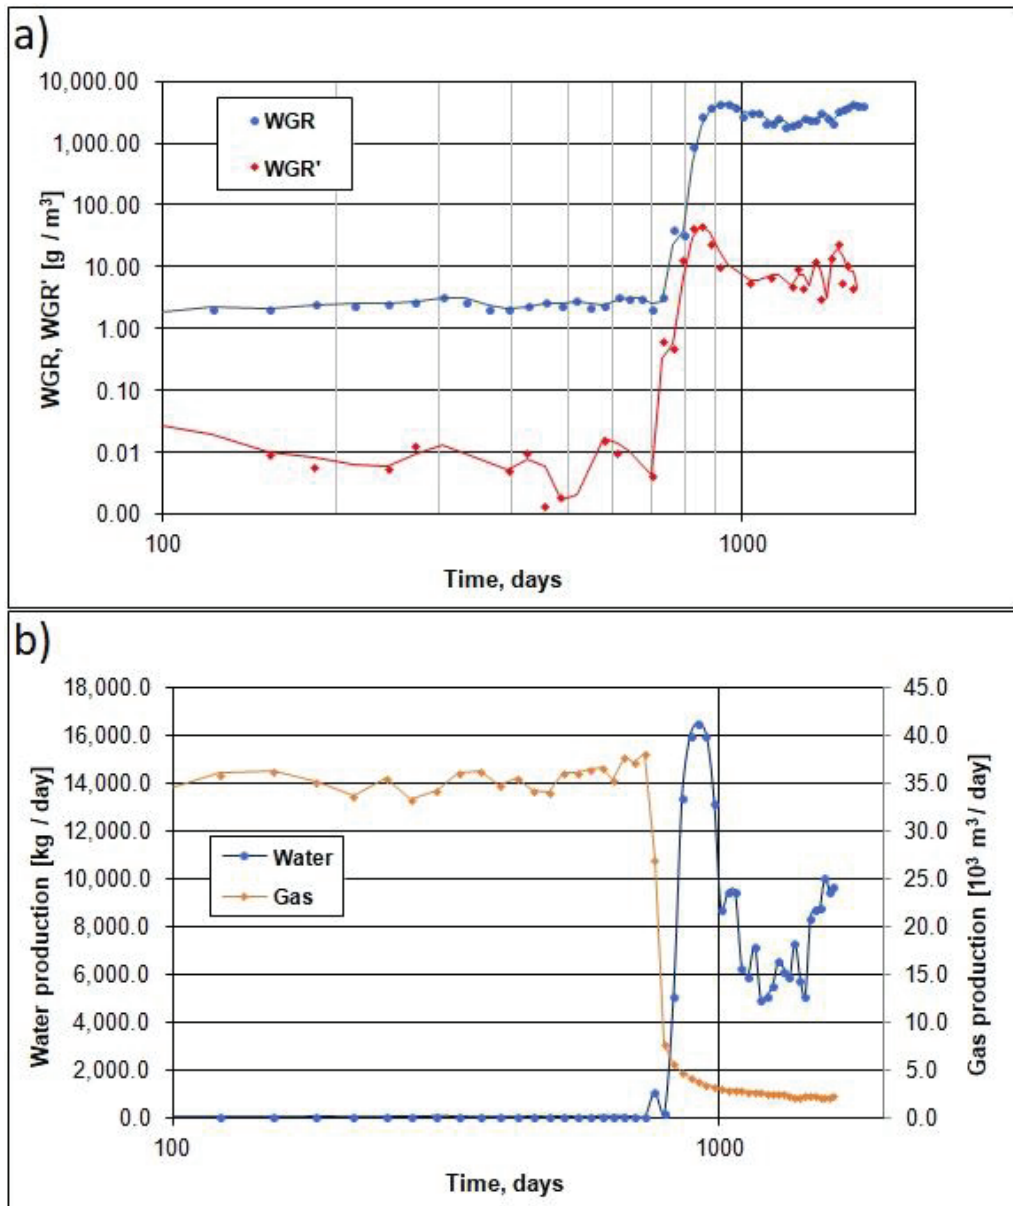 a)
10,000.00
1,000.00
100.00
10.00
1.00
0.10
0.01
0.00
WGR, WGR' [g / m³]
WGR
WGR'
100
1000
Time, days
b)
18,000.0
16,000.0
14,000.0
12,000.0
10,000.0
8,000.0
6,000.0
4,000.0
2,000.0
0.0
Water production [kg / day]
Water
Gas
45.0
40.0
35.0
30.0
25.0
20.0
15.0
10.0
5.0
0.0
Gas production [10³ m³ / day]
100
1000
Time, days